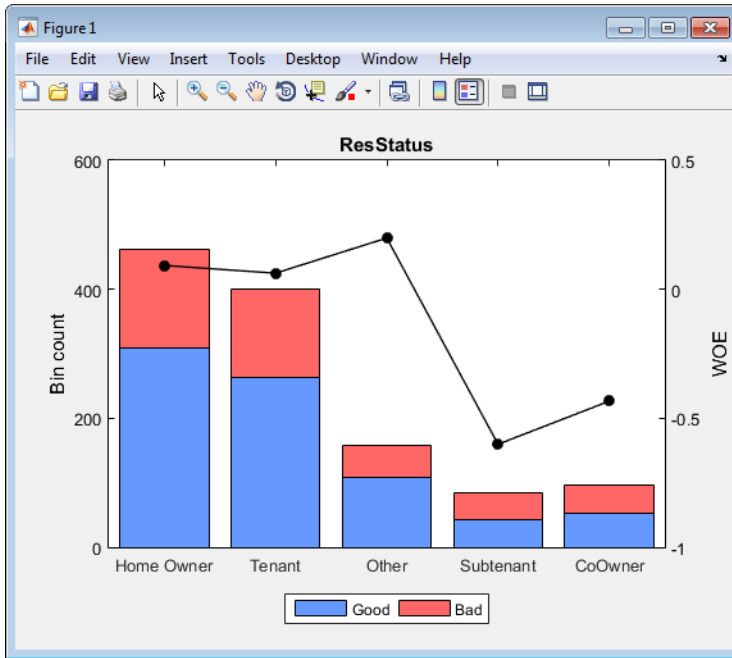 Figure 1
File Edit View Insert Tools Desktop Window Help
ResStatus
600
400
200
0
Bin count
0.5
0
-0.5
-1
WOE
Home Owner Tenant Other Subtenant CoOwner
Good Bad